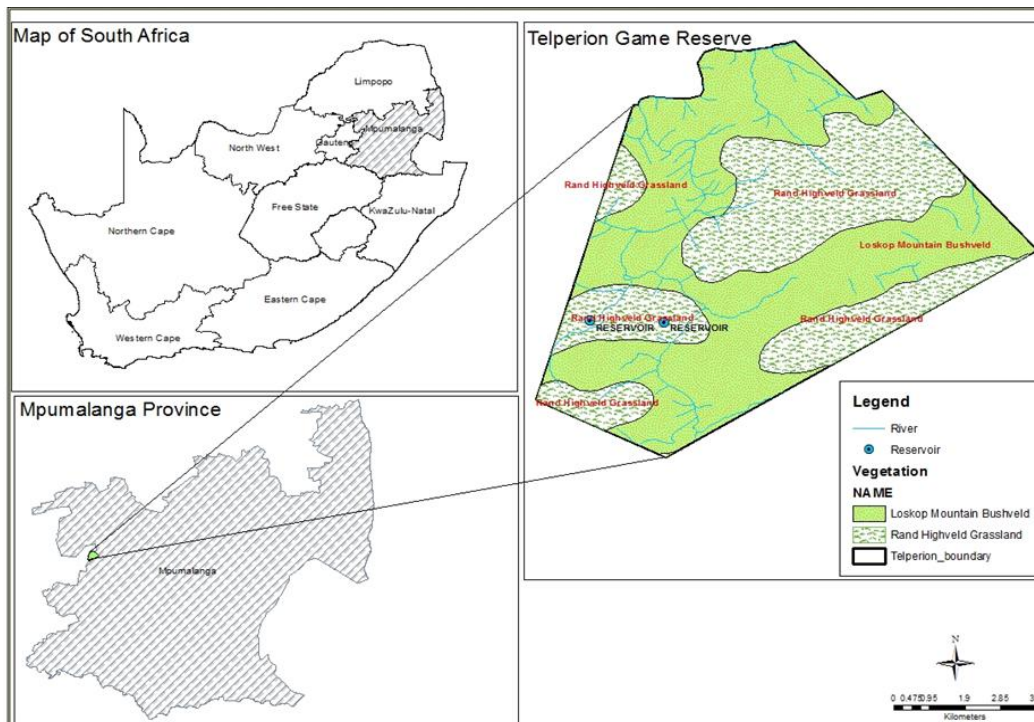 Map of South Africa
Limpopo
Mpumalanga
Gauteng
North West
Free State
KwaZulu-Natal
Northern Cape
Eastern Cape
Western Cape
Mpumalanga Province
Mpumalanga
Telperion Game Reserve
Rand Highveld Grassland
Rand Highveld Grassland
Loskop Mountain Bushveld
Rand Highveld Grassland
RESERVOIR
RESERVOIR
Rand Highveld Grassland
Rand Highveld Grassland
Legend
River
Reservoir
Vegetation
NAME
Loskop Mountain Bushveld
Rand Highveld Grassland
Telperion_boundary
N
0 0.475 0.95 1.9 2.85
Kilometers